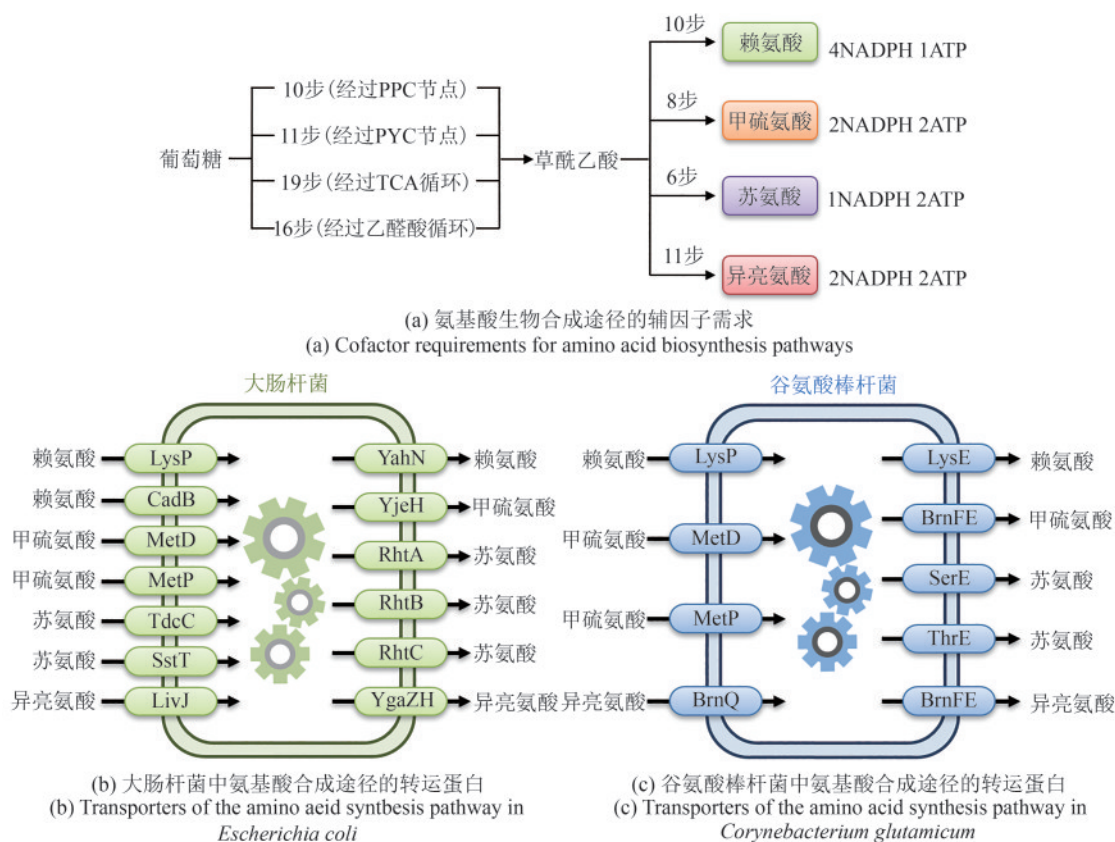 葡萄糖
10步(经过PPC节点)
11步(经过PYC节点)
19步(经过TCA循环)
16步(经过乙醛酸循环)
草酰乙酸
10步
赖氨酸
4NADPH 1ATP
8步
甲硫氨酸
2NADPH 2ATP
6步
苏氨酸
1NADPH 2ATP
11步
异亮氨酸
2NADPH 2ATP
(a) 氨基酸生物合成途径的辅因子需求
(a) Cofactor requirements for amino acid biosynthesis pathways
大肠杆菌
赖氨酸 LysP
赖氨酸 CadB
甲硫氨酸 MetD
甲硫氨酸 MetP
苏氨酸 TdcC
苏氨酸 SstT
异亮氨酸 LivJ
YahN 赖氨酸
YjeH 甲硫氨酸
RhtA 苏氨酸
RhtB 苏氨酸
RhtC 苏氨酸
YgaZH 异亮氨酸
(b) 大肠杆菌中氨基酸合成途径的转运蛋白
(b) Transporters of the amino aeid syntbesis pathway in
Escherichia coli
谷氨酸棒杆菌
赖氨酸 LysP
甲硫氨酸 MetD
甲硫氨酸 MetP
异亮氨酸 BrnQ
LysE 赖氨酸
BrnFE 甲硫氨酸
SerE 苏氨酸
ThrE 苏氨酸
BrnFE 异亮氨酸
(c) 谷氨酸棒杆菌中氨基酸合成途径的转运蛋白
(c) Transporters of the amino acid synthesis pathway in
Corynebacterium glutamicum